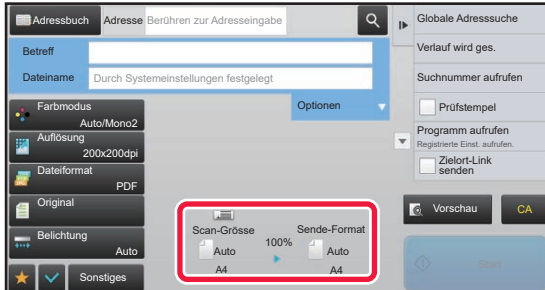 Adressbuch
Adresse
Berühren zur Adresseingabe
Betreff
Dateiname
Durch Systemeinstellungen festgelegt
Optionen
Farbmodus
Auto/Mono2
Auflösung
200x200dpi
Dateiformat
PDF
Original
Belichtung
Auto
Sonstiges
Scan-Grösse
Auto
A4
100%
Sende-Format
Auto
A4
Globale Adresssuche
Verlauf wird ges.
Suchnummer aufrufen
Prüfstempel
Programm aufrufen
Registrierte Einst. aufrufen.
Zielort-Link
senden
Vorschau
CA
Start